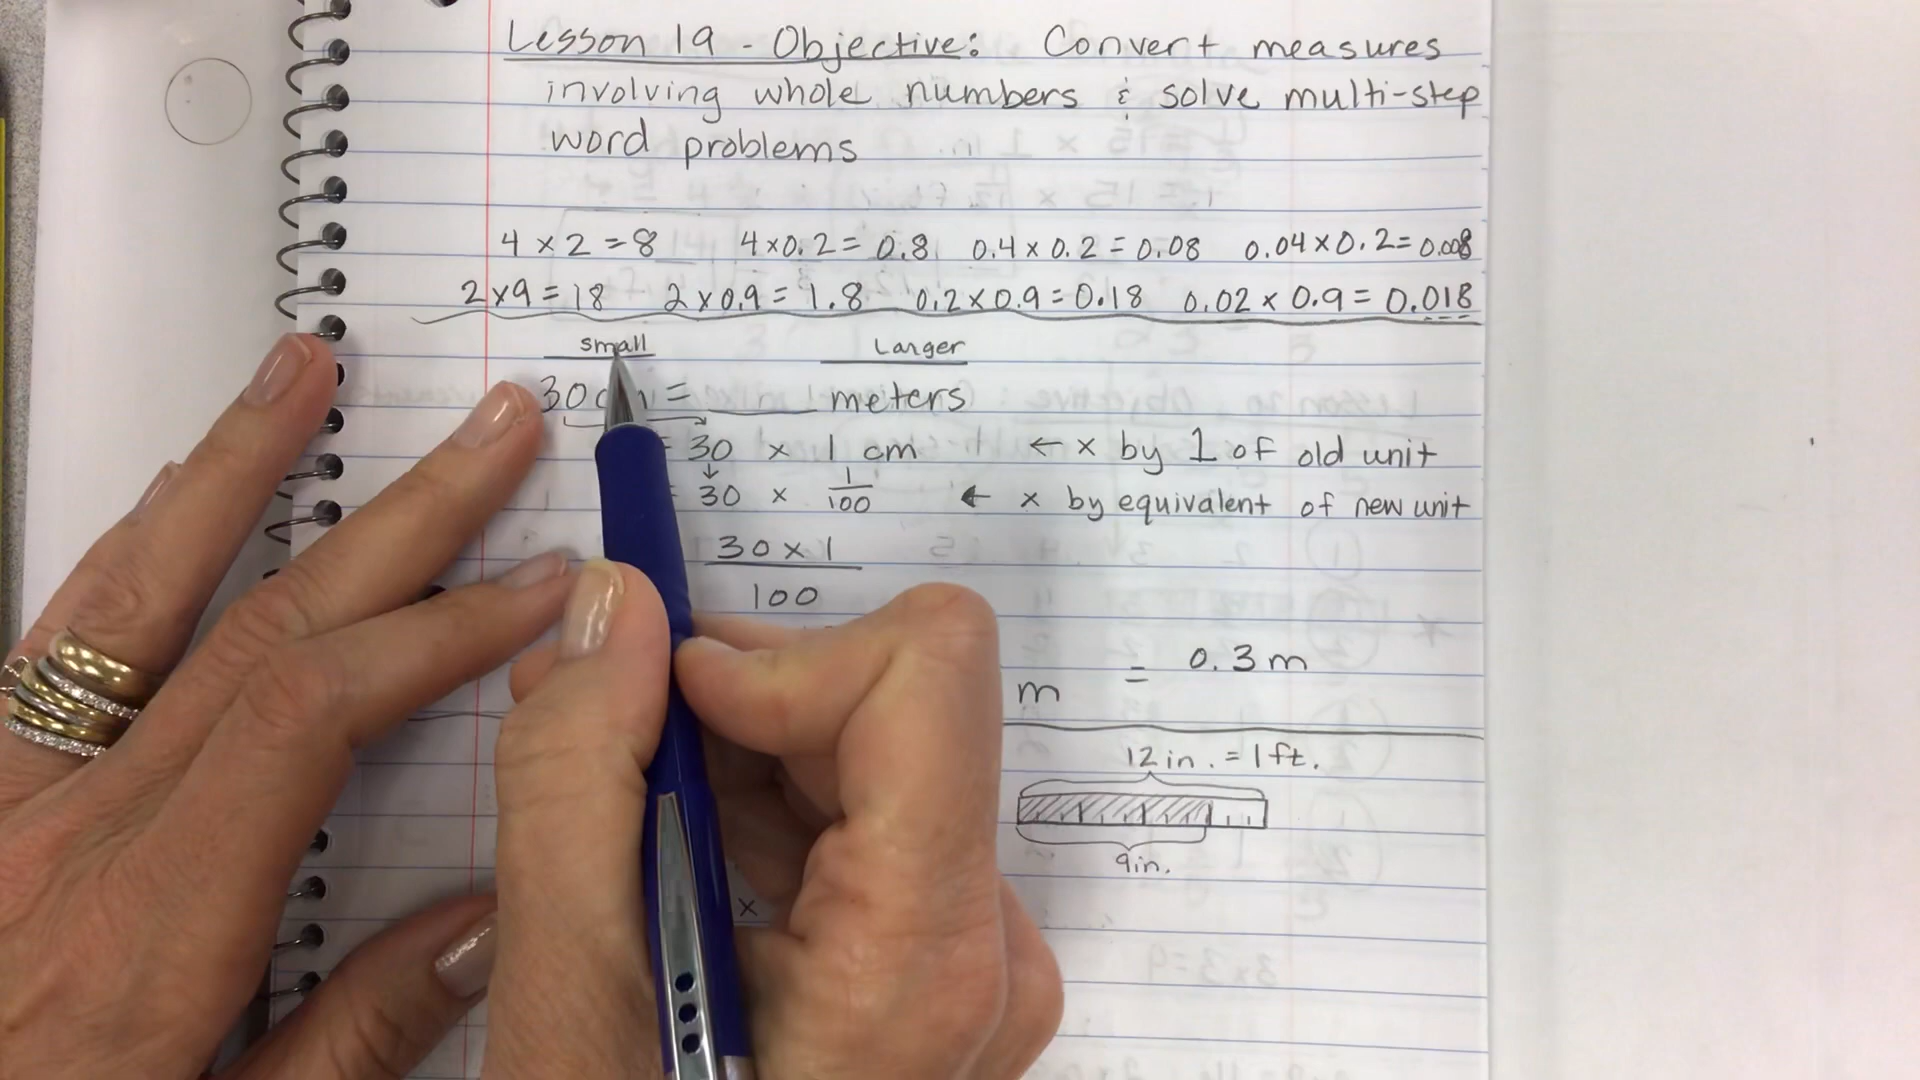 Lesson 19 - Objective: Convert measures
involving whole numbers & solve multi-step
word problems
4 × 2 = 8 4 × 0.2 = 0.8 0.4 × 0.2 = 0.08 0.04 × 0.2 = 0.008
2 × 9 = 18 2 × 0.9 = 1.8 0.2 × 0.9 = 0.18 0.02 × 0.9 = 0.018
small Larger
30 = ____ meters
= 30 × 1 cm ← × by 1 of old unit
= 30 × 1/100 ← × by equivalent of new unit
30 × 1
100
m = 0.3 m
12 in. = 1 ft.
9 in.
×